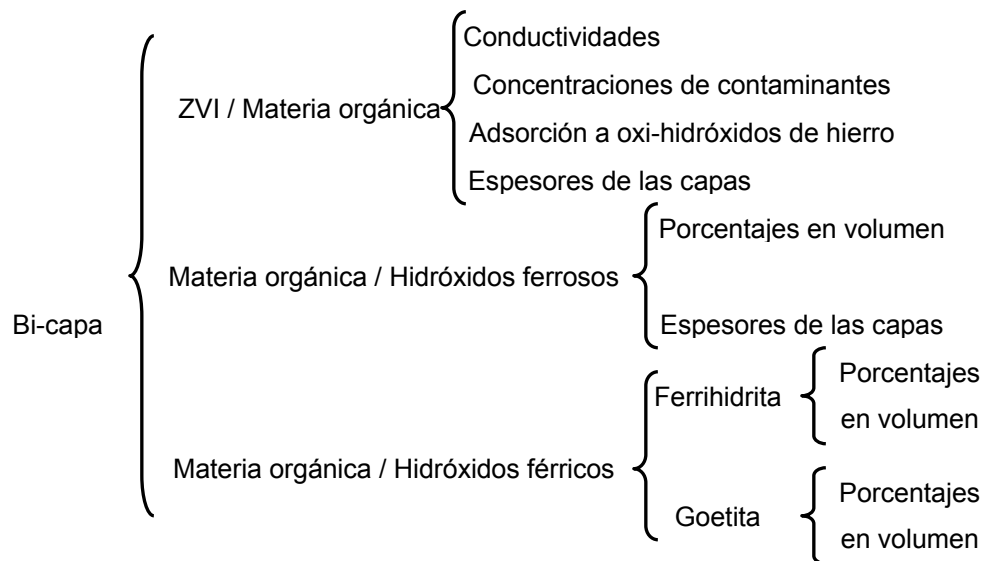 Bi-capa
ZVI / Materia orgánica
Conductividades
Concentraciones de contaminantes
Adsorción a oxi-hidróxidos de hierro
Espesores de las capas
Materia orgánica / Hidróxidos ferrosos
Porcentajes en volumen
Espesores de las capas
Materia orgánica / Hidróxidos férricos
Ferrihidrita
Porcentajes
en volumen
Goetita
Porcentajes
en volumen